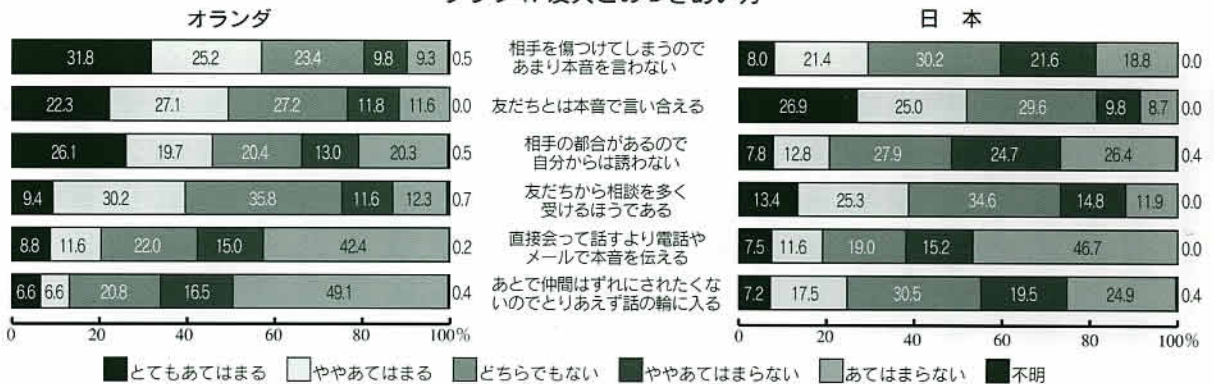 オランダ
日 本
31.8 25.2 23.4 9.8 9.3 0.5
相手を傷つけてしまうので
あまり本音を言わない
8.0 21.4 30.2 21.6 18.8 0.0
22.3 27.1 27.2 11.8 11.6 0.0
友だちとは本音で言い合える
26.9 25.0 29.6 9.8 8.7 0.0
26.1 19.7 20.4 13.0 20.3 0.5
相手の都合があるので
自分からは誘わない
7.8 12.8 27.9 24.7 26.4 0.4
9.4 30.2 35.8 11.6 12.3 0.7
友だちから相談を多く
受けるほうである
13.4 25.3 34.6 14.8 11.9 0.0
8.8 11.6 22.0 15.0 42.4 0.2
直接会って話すより電話や
メールで本音を伝える
7.5 11.6 19.0 15.2 46.7 0.0
6.6 6.6 20.8 16.5 49.1 0.4
あとで仲間はずれにされたくな
いのでとりあえず話の輪に入る
7.2 17.5 30.5 19.5 24.9 0.4
0 20 40 60 80 100%
0 20 40 60 80 100%
とてもあてはまる ややあてはまる どちらでもない ややあてはまらない あてはまらない 不明